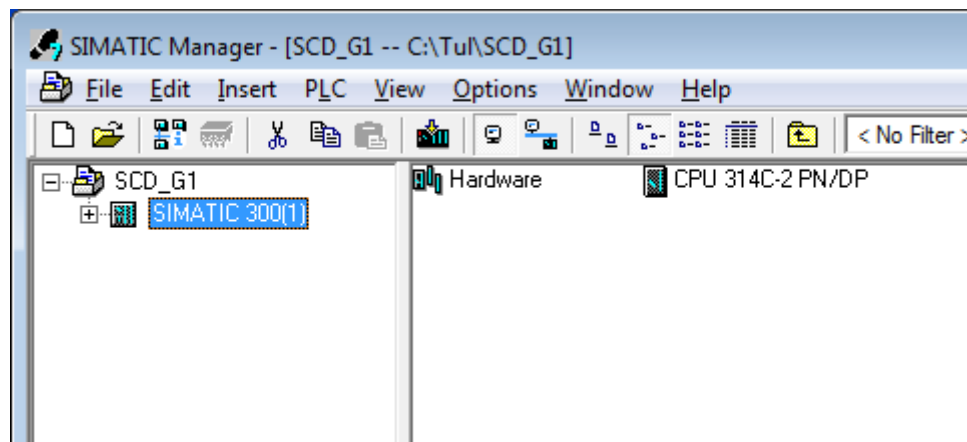 SIMATIC Manager - [SCD_G1 -- C:\Tul\SCD_G1]
File Edit Insert PLC View Options Window Help
< No Filter >
SCD_G1
SIMATIC 300(1)
Hardware CPU 314C-2 PN/DP